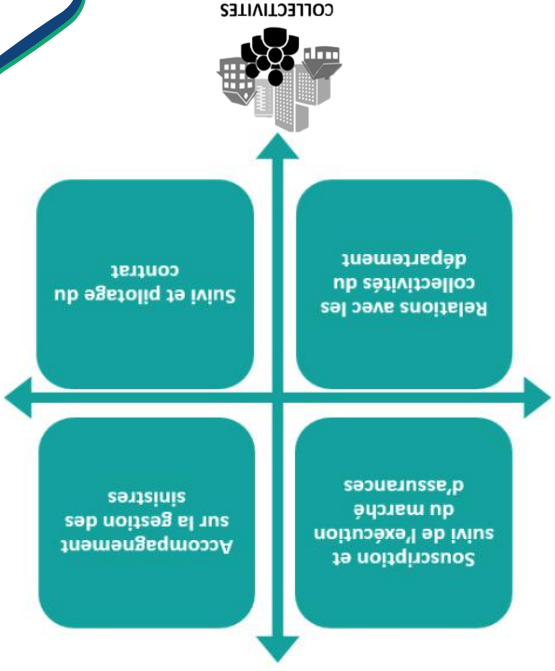 Souscription et
suivi de l'exécution
du marché
d'assurances
Accompagnement
sur la gestion des
sinistres
Relations avec les
collectivités du
département
Suivi et pilotage du
contrat
COLLECTIVITES